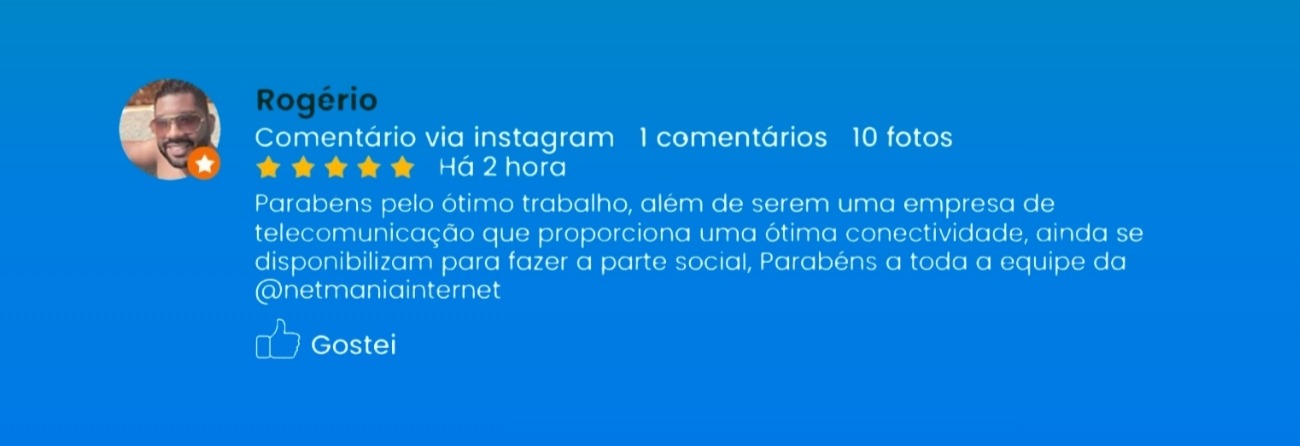 Rogério
Comentário via instagram 1 comentários 10 fotos
Há 2 hora
Parabens pelo ótimo trabalho, além de serem uma empresa de
telecomunicação que proporciona uma ótima conectividade, ainda se
disponibilizam para fazer a parte social, Parabéns a toda a equipe da
@netmaniainternet
Gostei